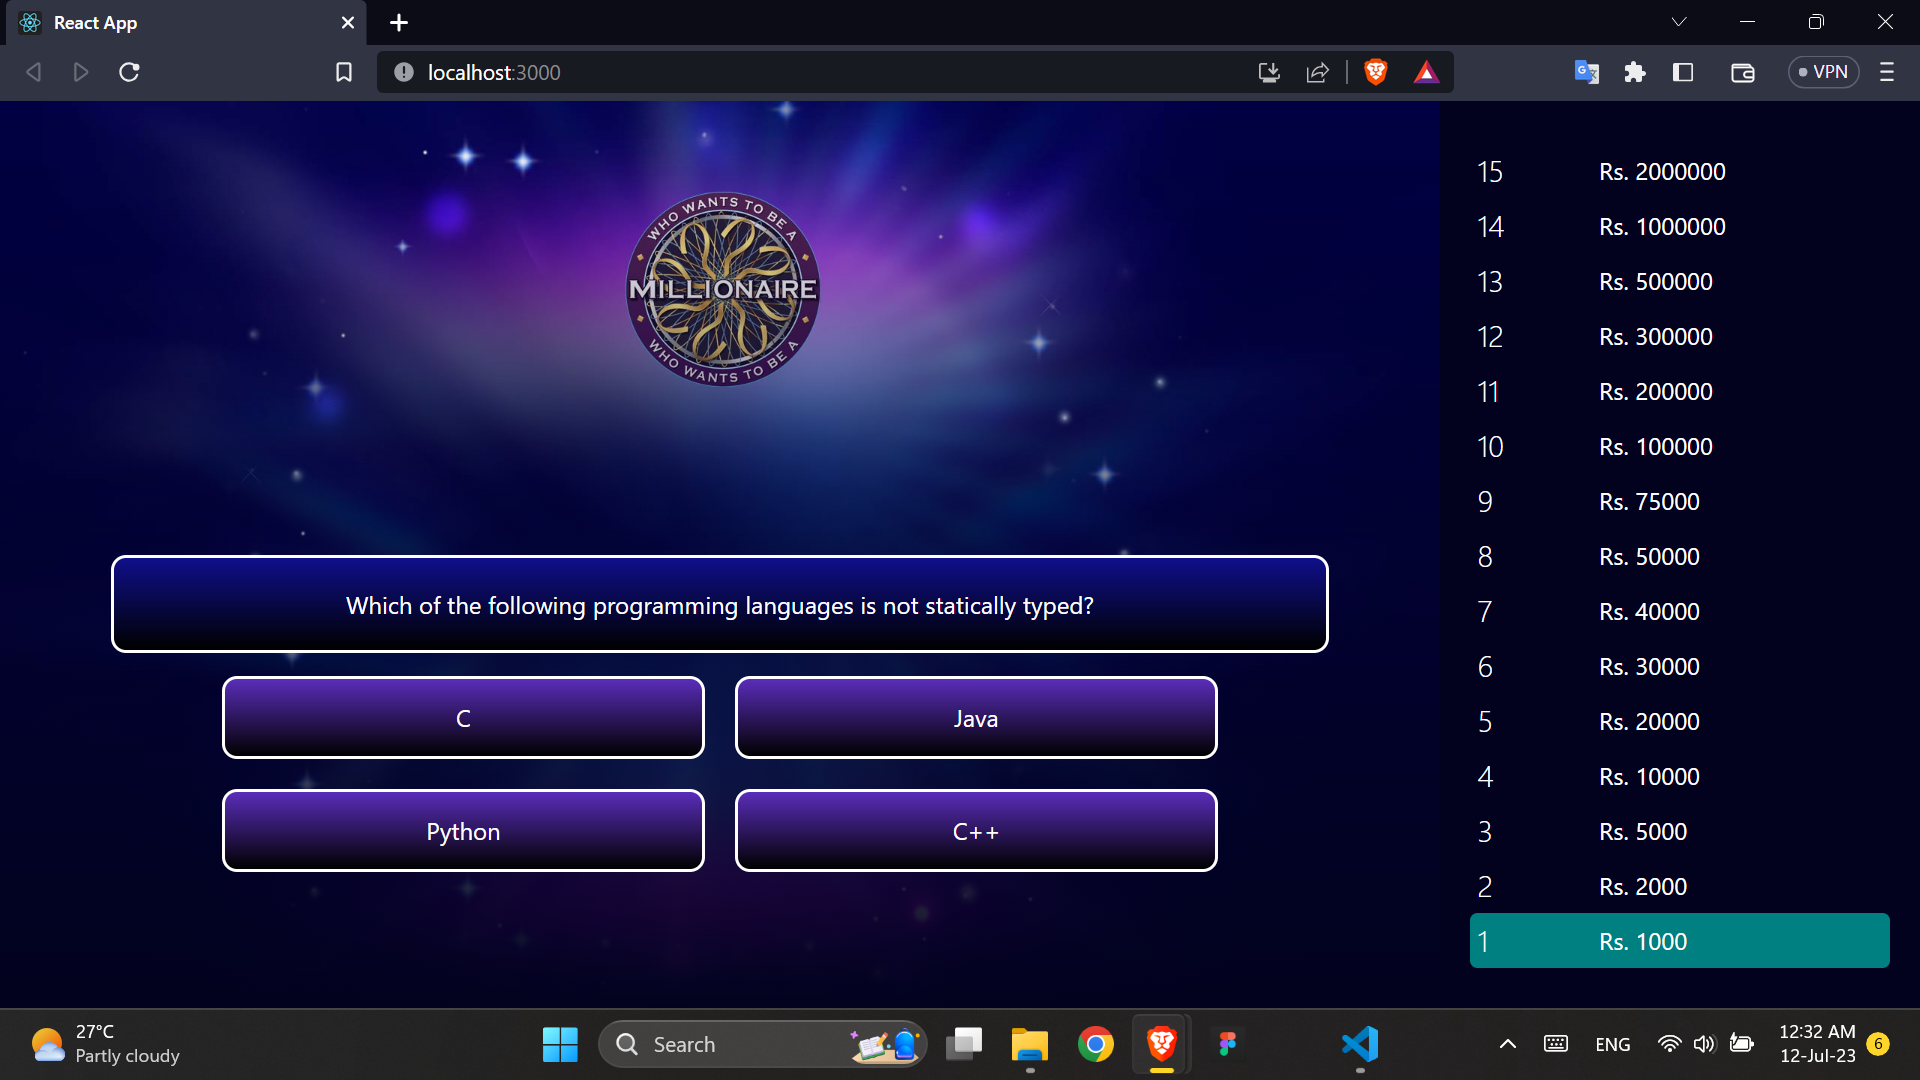 React App
localhost:3000
VPN
WHO WANTS TO BE A
MILLIONAIRE
WHO WANTS TO BE A
Which of the following programming languages is not statically typed?
C
Java
Python
C++
15 Rs. 2000000
14 Rs. 1000000
13 Rs. 500000
12 Rs. 300000
11 Rs. 200000
10 Rs. 100000
9 Rs. 75000
8 Rs. 50000
7 Rs. 40000
6 Rs. 30000
5 Rs. 20000
4 Rs. 10000
3 Rs. 5000
2 Rs. 2000
1 Rs. 1000
27°C
Partly cloudy
Search
ENG
12:32 AM
12-Jul-23
6